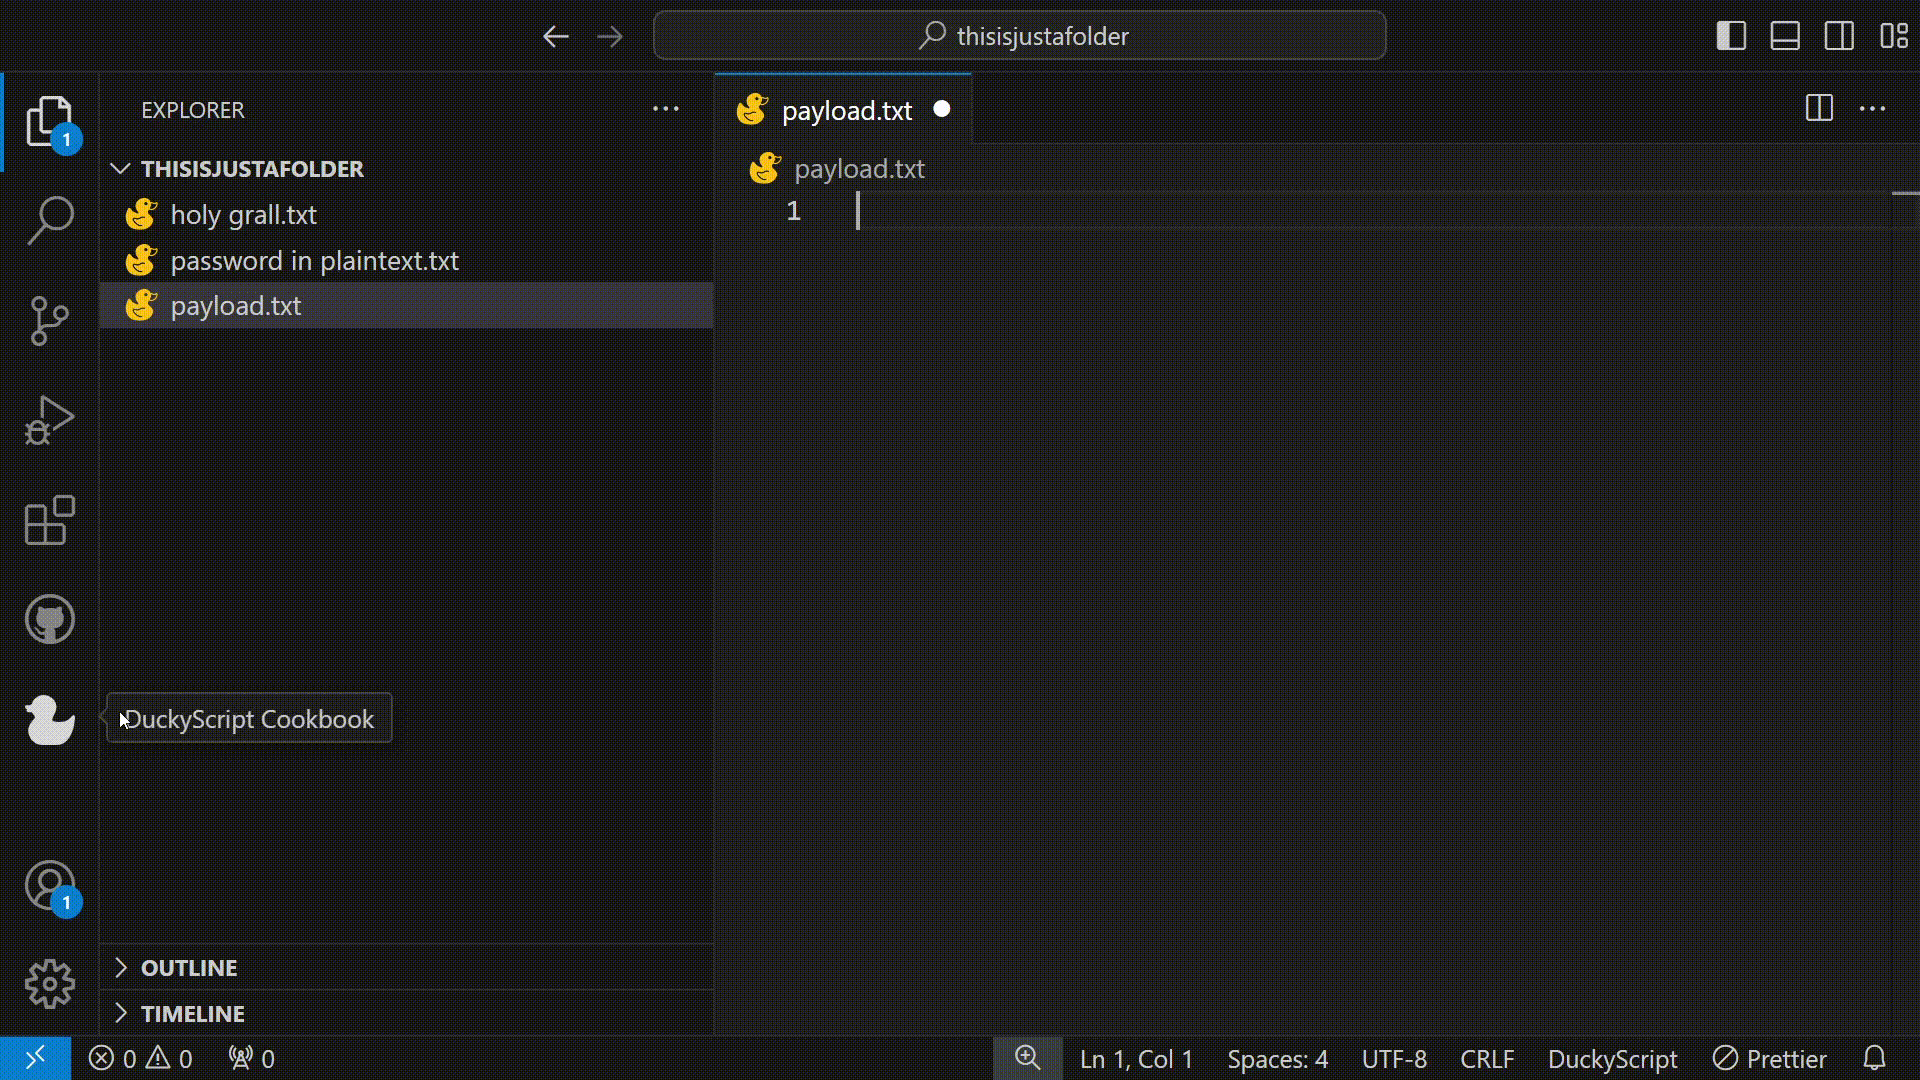 thisisjustafolder
1
EXPLORER
THISISJUSTAFOLDER
holy grall.txt
password in plaintext.txt
payload.txt
payload.txt
payload.txt
1
DuckyScript Cookbook
1
OUTLINE
TIMELINE
0 0 0
Ln 1, Col 1 Spaces: 4 UTF-8 CRLF DuckyScript Prettier